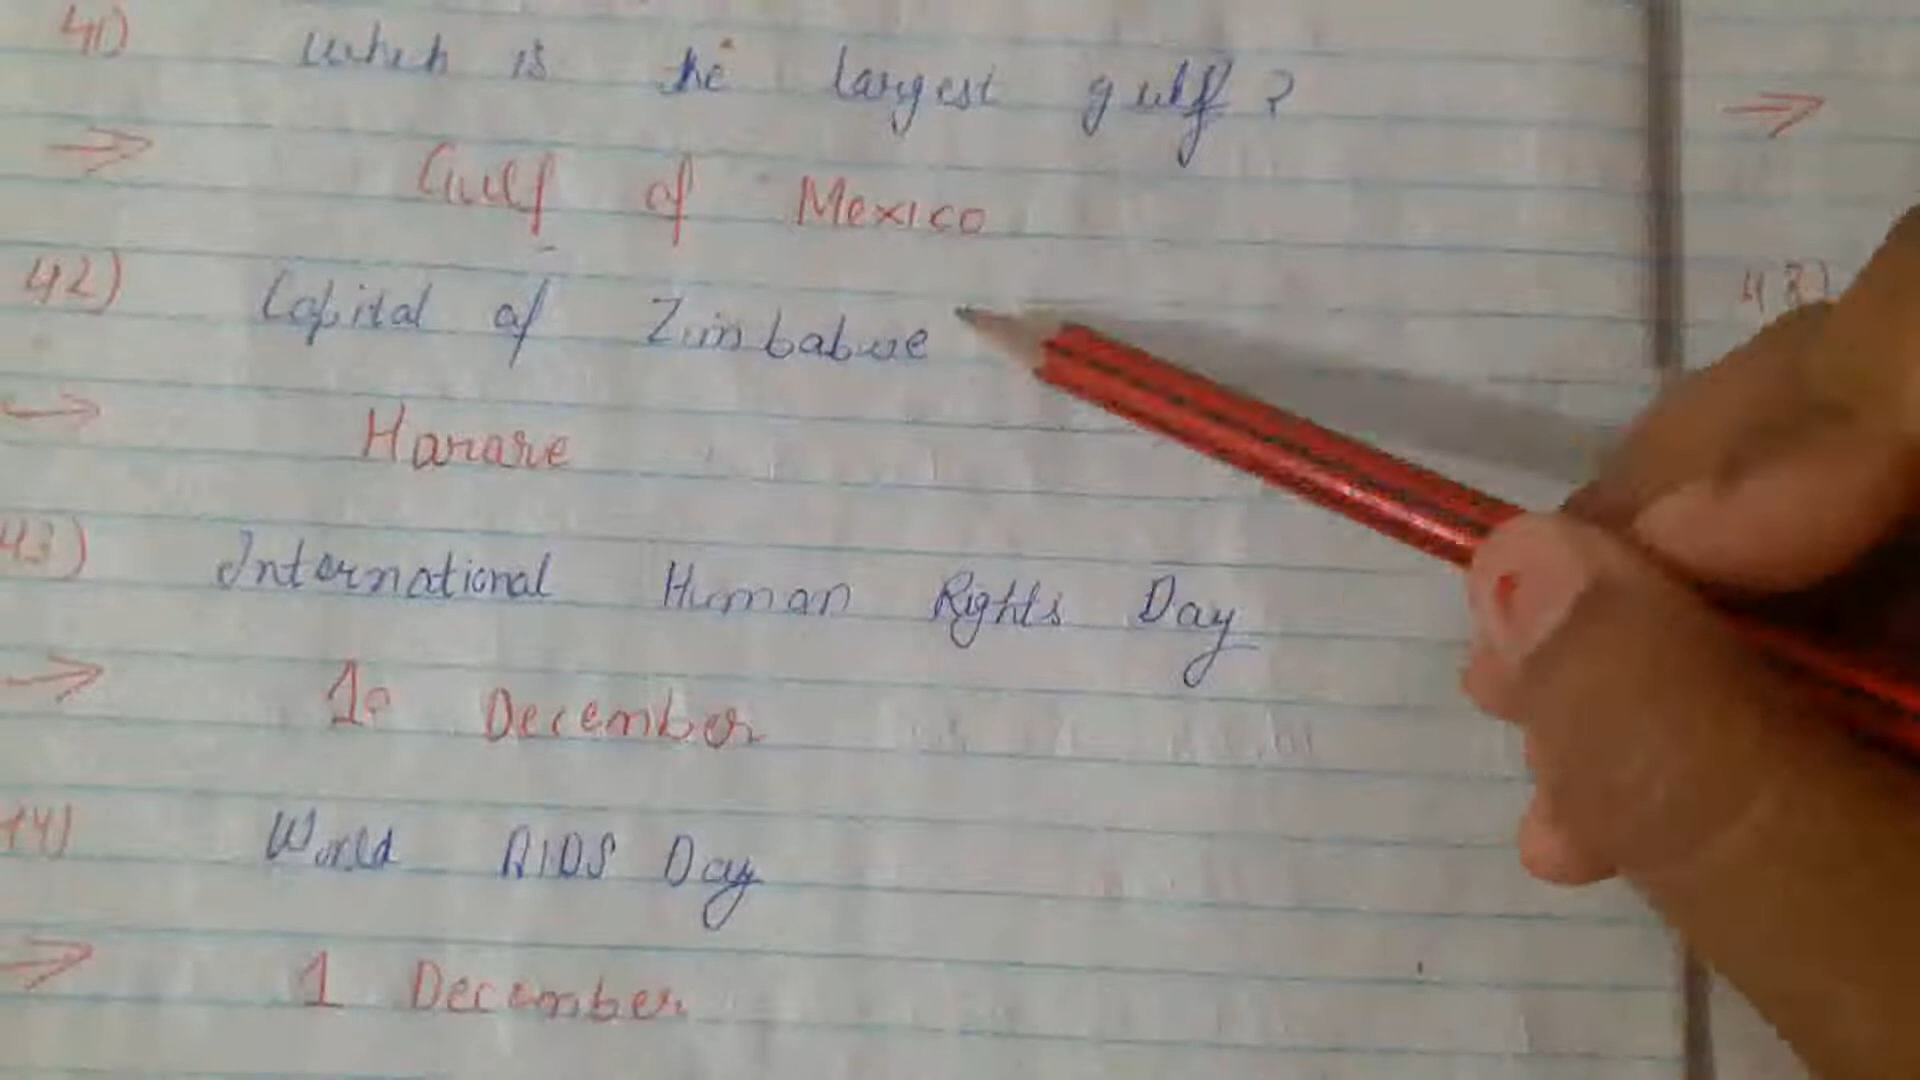 41) which is the largest gulf ?
⇒ Gulf of Mexico
42) Capital of Zimbabwe
→ Harare
43) International Human Rights Day
→ 10 December
44) World AIDS Day
⇒ 1 December
⇒
48)